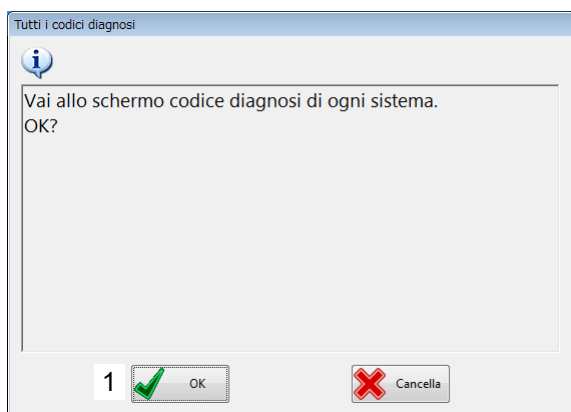 Tutti i codici diagnosi
Vai allo schermo codice diagnosi di ogni sistema.
OK?
1 OK Cancella